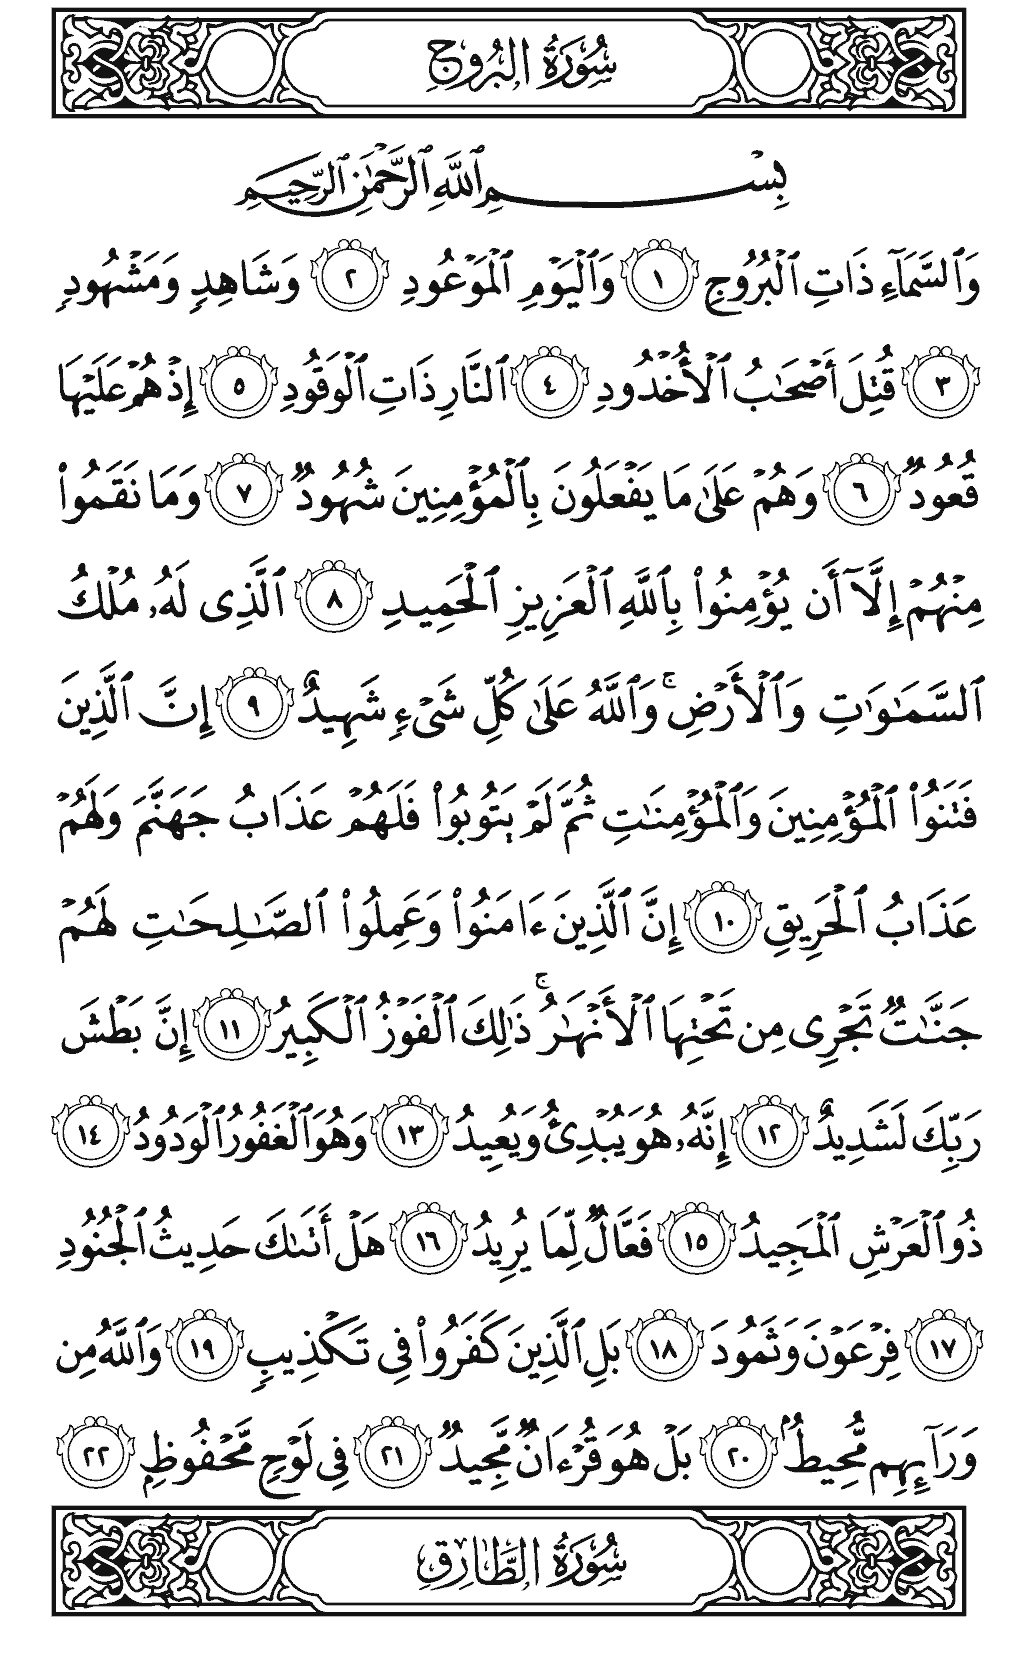 سُورَةُ البُرُوجِ
بِسْمِ ٱللَّهِ ٱلرَّحْمَٰنِ ٱلرَّحِيمِ
وَٱلسَّمَآءِ ذَاتِ ٱلْبُرُوجِ ١ وَٱلْيَوْمِ ٱلْمَوْعُودِ ٢ وَشَاهِدٍ وَمَشْهُودٍ
٣ قُتِلَ أَصْحَٰبُ ٱلْأُخْدُودِ ٤ ٱلنَّارِ ذَاتِ ٱلْوَقُودِ ٥ إِذْ هُمْ عَلَيْهَا
قُعُودٌ ٦ وَهُمْ عَلَىٰ مَا يَفْعَلُونَ بِٱلْمُؤْمِنِينَ شُهُودٌ ٧ وَمَا نَقَمُوا۟
مِنْهُمْ إِلَّآ أَن يُؤْمِنُوا۟ بِٱللَّهِ ٱلْعَزِيزِ ٱلْحَمِيدِ ٨ ٱلَّذِى لَهُۥ مُلْكُ
ٱلسَّمَٰوَٰتِ وَٱلْأَرْضِ ۚ وَٱللَّهُ عَلَىٰ كُلِّ شَىْءٍ شَهِيدٌ ٩ إِنَّ ٱلَّذِينَ
فَتَنُوا۟ ٱلْمُؤْمِنِينَ وَٱلْمُؤْمِنَٰتِ ثُمَّ لَمْ يَتُوبُوا۟ فَلَهُمْ عَذَابُ جَهَنَّمَ وَلَهُمْ
عَذَابُ ٱلْحَرِيقِ ١٠ إِنَّ ٱلَّذِينَ ءَامَنُوا۟ وَعَمِلُوا۟ ٱلصَّٰلِحَٰتِ لَهُمْ
جَنَّٰتٌ تَجْرِى مِن تَحْتِهَا ٱلْأَنْهَٰرُ ۚ ذَٰلِكَ ٱلْفَوْزُ ٱلْكَبِيرُ ١١ إِنَّ بَطْشَ
رَبِّكَ لَشَدِيدٌ ١٢ إِنَّهُۥ هُوَ يُبْدِئُ وَيُعِيدُ ١٣ وَهُوَ ٱلْغَفُورُ ٱلْوَدُودُ ١٤
ذُو ٱلْعَرْشِ ٱلْمَجِيدُ ١٥ فَعَّالٌ لِّمَا يُرِيدُ ١٦ هَلْ أَتَىٰكَ حَدِيثُ ٱلْجُنُودِ
١٧ فِرْعَوْنَ وَثَمُودَ ١٨ بَلِ ٱلَّذِينَ كَفَرُوا۟ فِى تَكْذِيبٍ ١٩ وَٱللَّهُ مِن
وَرَآئِهِم مُّحِيطٌۢ ٢٠ بَلْ هُوَ قُرْءَانٌ مَّجِيدٌ ٢١ فِى لَوْحٍ مَّحْفُوظٍۭ ٢٢
سُورَةُ الطَّارِقِ